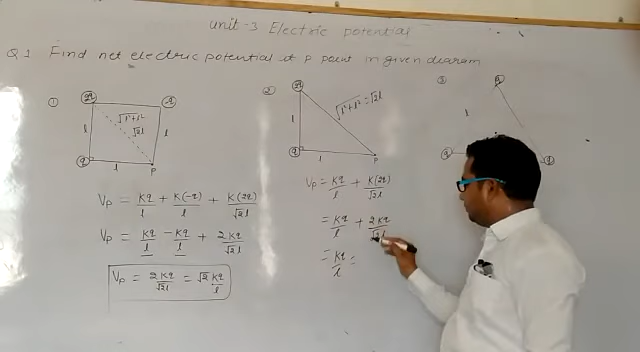 unit-3 Electric potential
Q1 Find net electric potential at p point in given diaram
① 2q -q √l²+l² √2l l l q l p
② 2q √l²+l² = √2l l q l p
③ q l q q
Vp = Kq/l + K(-q)/l + K(2q)/√2l
Vp = Kq/l - Kq/l + 2Kq/√2l
Vp = 2Kq/√2l = √2 Kq/l
Vp = Kq/l + K(2q)/√2l
= Kq/l + 2Kq/√2l
= Kq/l =